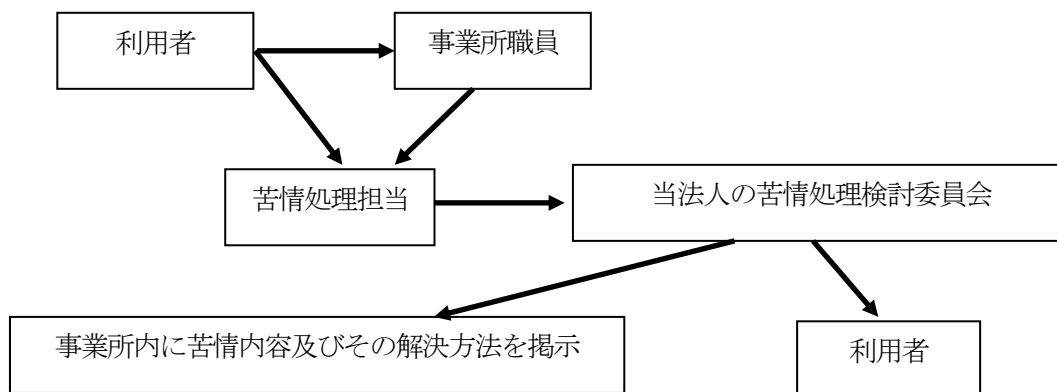 利用者
事業所職員
苦情処理担当
当法人の苦情処理検討委員会
事業所内に苦情内容及びその解決方法を掲示
利用者